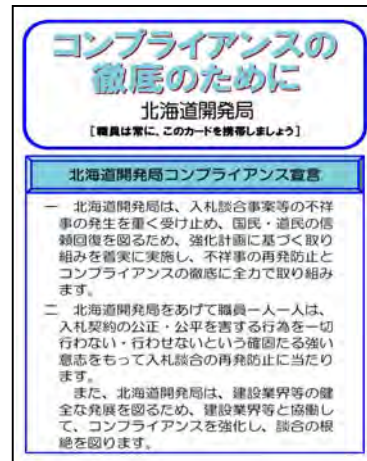 コンプライアンスの
徹底のために
北海道開発局
［職員は常に、このカードを携帯しましょう］
北海道開発局コンプライアンス宣言
一　北海道開発局は、入札談合事案等の不祥
事の発生を重く受け止め、国民・道民の信
頼回復を図るため、強化計画に基づく取り
組みを着実に実施し、不祥事の再発防止と
コンプライアンスの徹底に全力で取り組み
ます。
二　北海道開発局をあげて職員一人一人は、
入札契約の公正・公平を害する行為を一切
行わない・行わせないという確固たる強い
意志をもって入札談合の再発防止に当たり
ます。
また、北海道開発局は、建設業界等の健
全な発展を図るため、建設業界等と協働し
て、コンプライアンスを強化し、談合の根
絶を図ります。